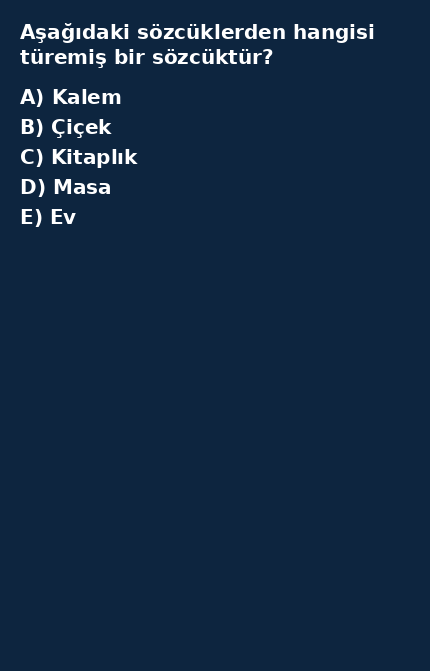 Aşağıdaki sözcüklerden hangisi
türemiş bir sözcüktür?
A) Kalem
B) Çiçek
C) Kitaplık
D) Masa
E) Ev